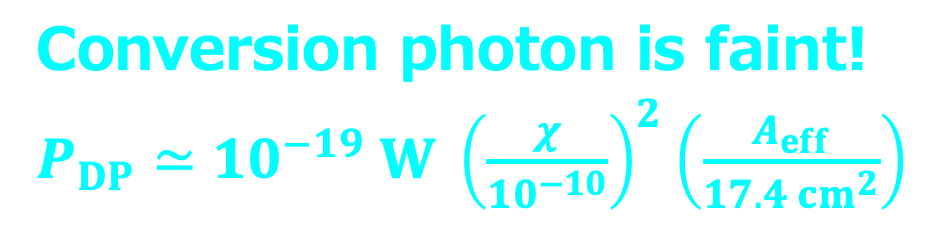 Conversion photon is faint!
P_DP ≃ 10^−19 W (χ/10^−10)^2 (A_eff/17.4 cm^2)